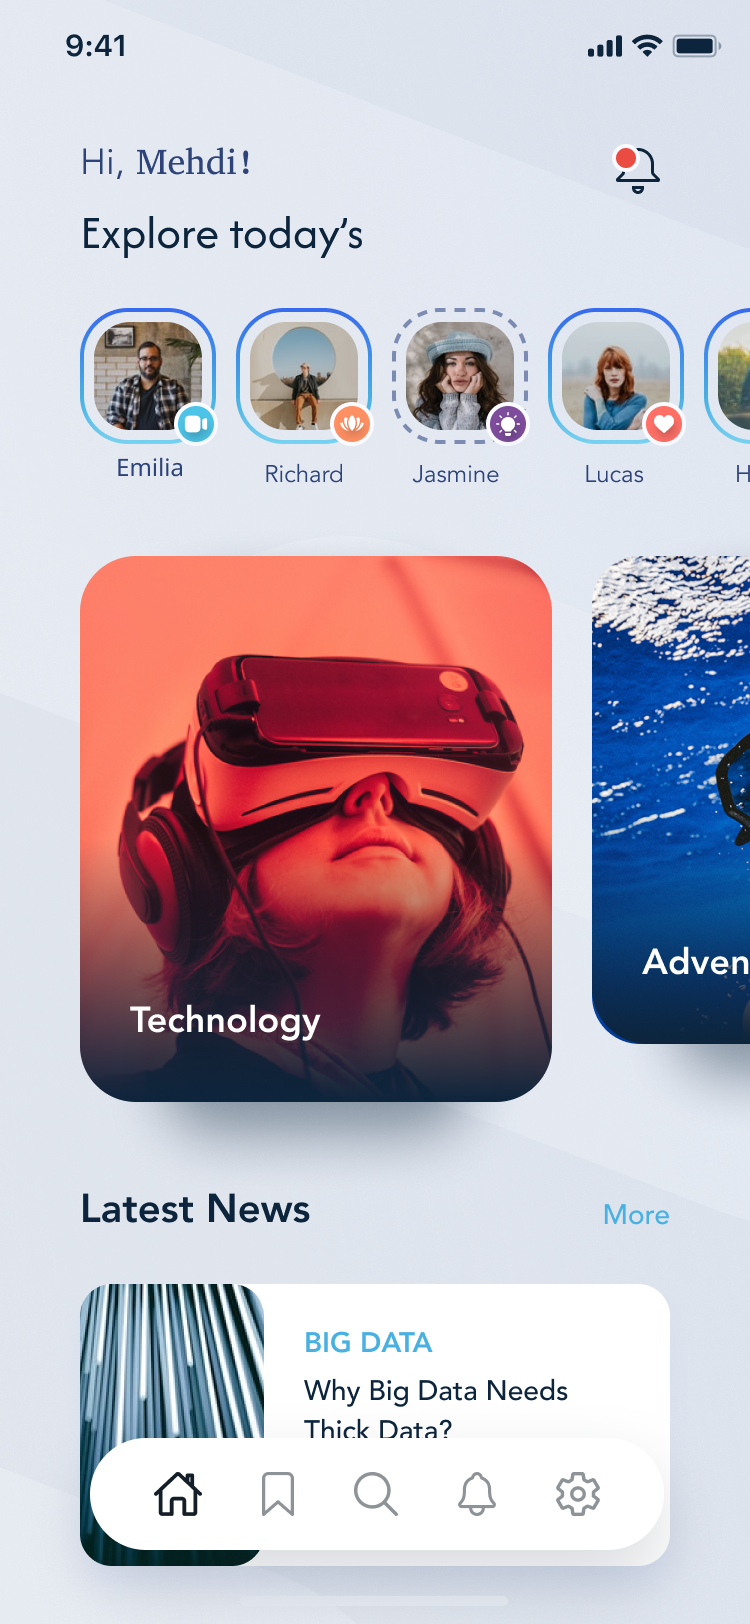 9:41
Hi, Mehdi!
Explore today’s
Emilia
Richard
Jasmine
Lucas
H
Technology
Adven
Latest News
More
BIG DATA
Why Big Data Needs
Thick Data?